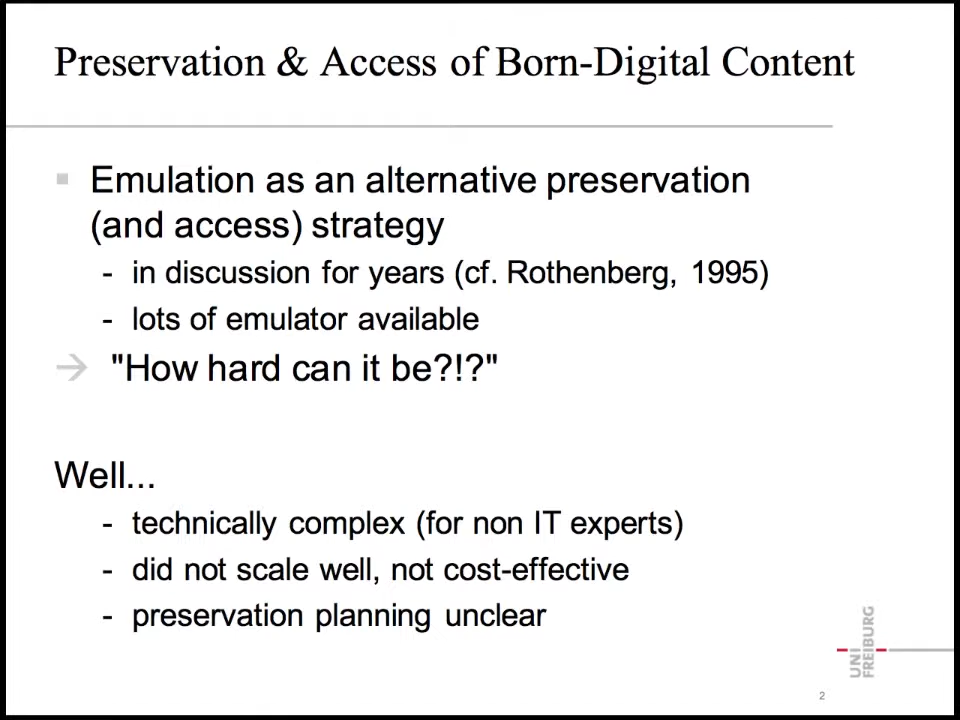 Preservation & Access of Born-Digital Content
▪ Emulation as an alternative preservation
(and access) strategy
- in discussion for years (cf. Rothenberg, 1995)
- lots of emulator available
→ "How hard can it be?!?"
Well...
- technically complex (for non IT experts)
- did not scale well, not cost-effective
- preservation planning unclear
UNI
FREIBURG
2